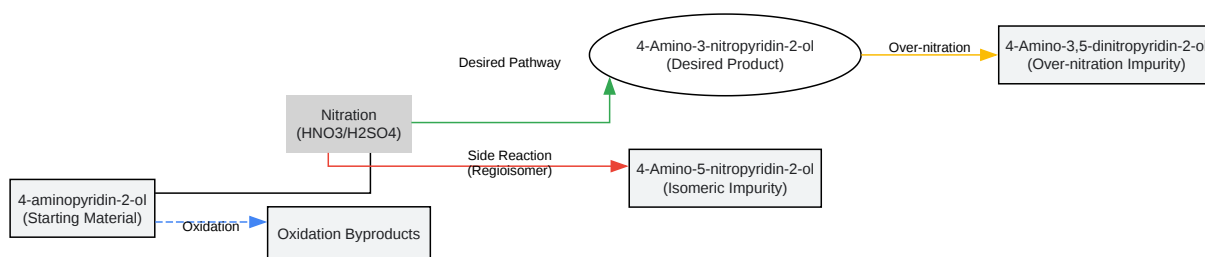 4-Amino-3-nitropyridin-2-ol
(Desired Product)
Over-nitration
4-Amino-3,5-dinitropyridin-2-ol
(Over-nitration Impurity)
Desired Pathway
Nitration
(HNO3/H2SO4)
Side Reaction
(Regioisomer)
4-Amino-5-nitropyridin-2-ol
(Isomeric Impurity)
4-aminopyridin-2-ol
(Starting Material)
Oxidation
Oxidation Byproducts